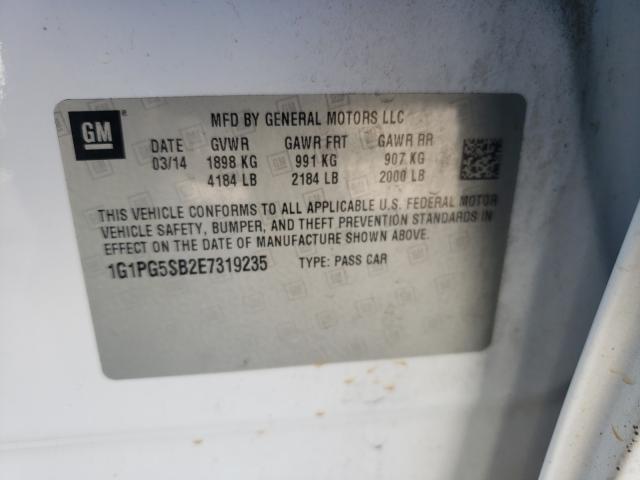 GM
MFD BY GENERAL MOTORS LLC
DATE GVWR GAWR FRT GAWR RR
03/14 1898 KG 991 KG 907 KG
4184 LB 2184 LB 2000 LB
THIS VEHICLE CONFORMS TO ALL APPLICABLE U.S. FEDERAL MOTOR
VEHICLE SAFETY, BUMPER, AND THEFT PREVENTION STANDARDS IN
EFFECT ON THE DATE OF MANUFACTURE SHOWN ABOVE.
1G1PG5SB2E7319235 TYPE: PASS CAR